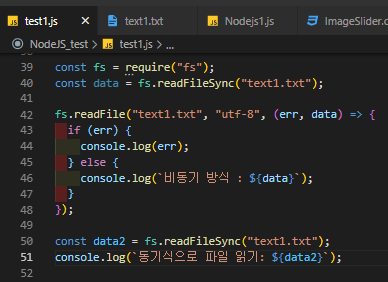 test1.js
text1.txt
Nodejs1.js
ImageSlider.c
NodeJS_test > test1.js > ...
39 const fs = require("fs");
40 const data = fs.readFileSync("text1.txt");
41
42 fs.readFile("text1.txt", "utf-8", (err, data) => {
43 if (err) {
44 console.log(err);
45 } else {
46 console.log(`비동기 방식 : ${data}`);
47 }
48 });
49
50 const data2 = fs.readFileSync("text1.txt");
51 console.log(`동기식으로 파일 읽기: ${data2}`);
52